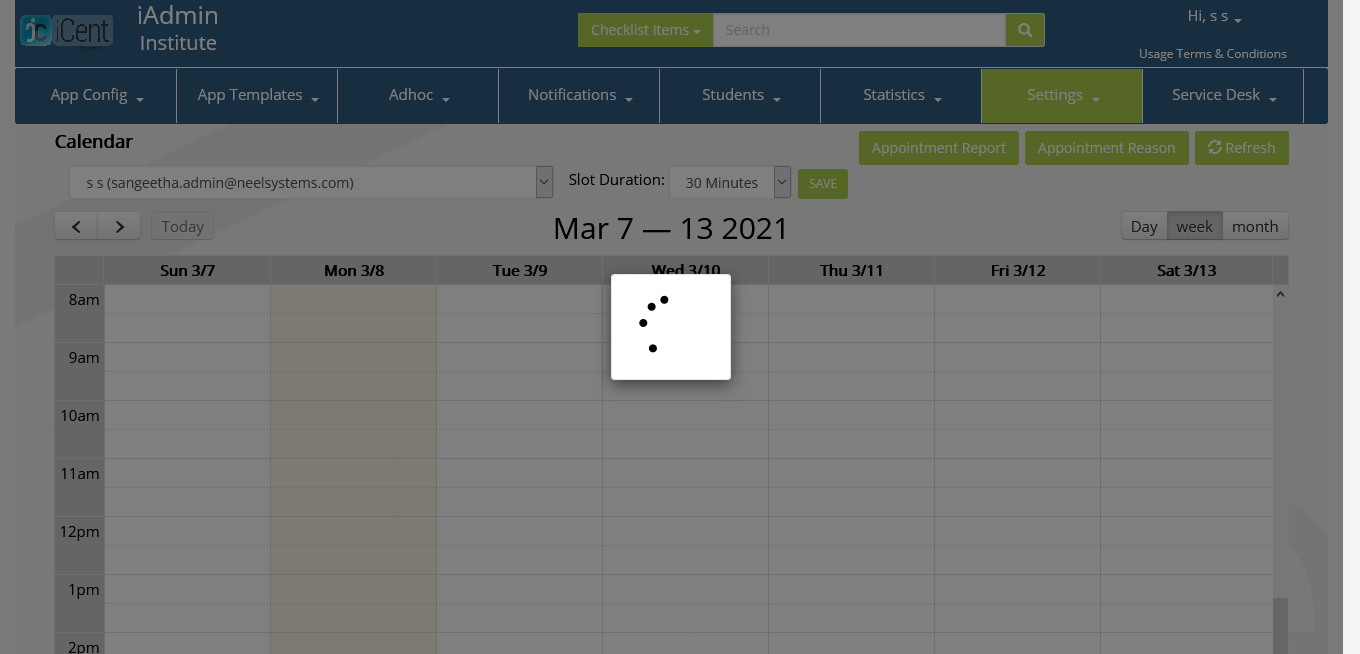 iCent
iAdmin
Institute
Checklist Items
Search
Hi, s s
Usage Terms & Conditions
App Config
App Templates
Adhoc
Notifications
Students
Statistics
Settings
Service Desk
Calendar
Appointment Report
Appointment Reason
Refresh
s s (sangeetha.admin@neelsystems.com)
Slot Duration:
30 Minutes
SAVE
Today
Mar 7 — 13 2021
Day
week
month
Sun 3/7
Mon 3/8
Tue 3/9
Wed 3/10
Thu 3/11
Fri 3/12
Sat 3/13
8am
9am
10am
11am
12pm
1pm
2pm